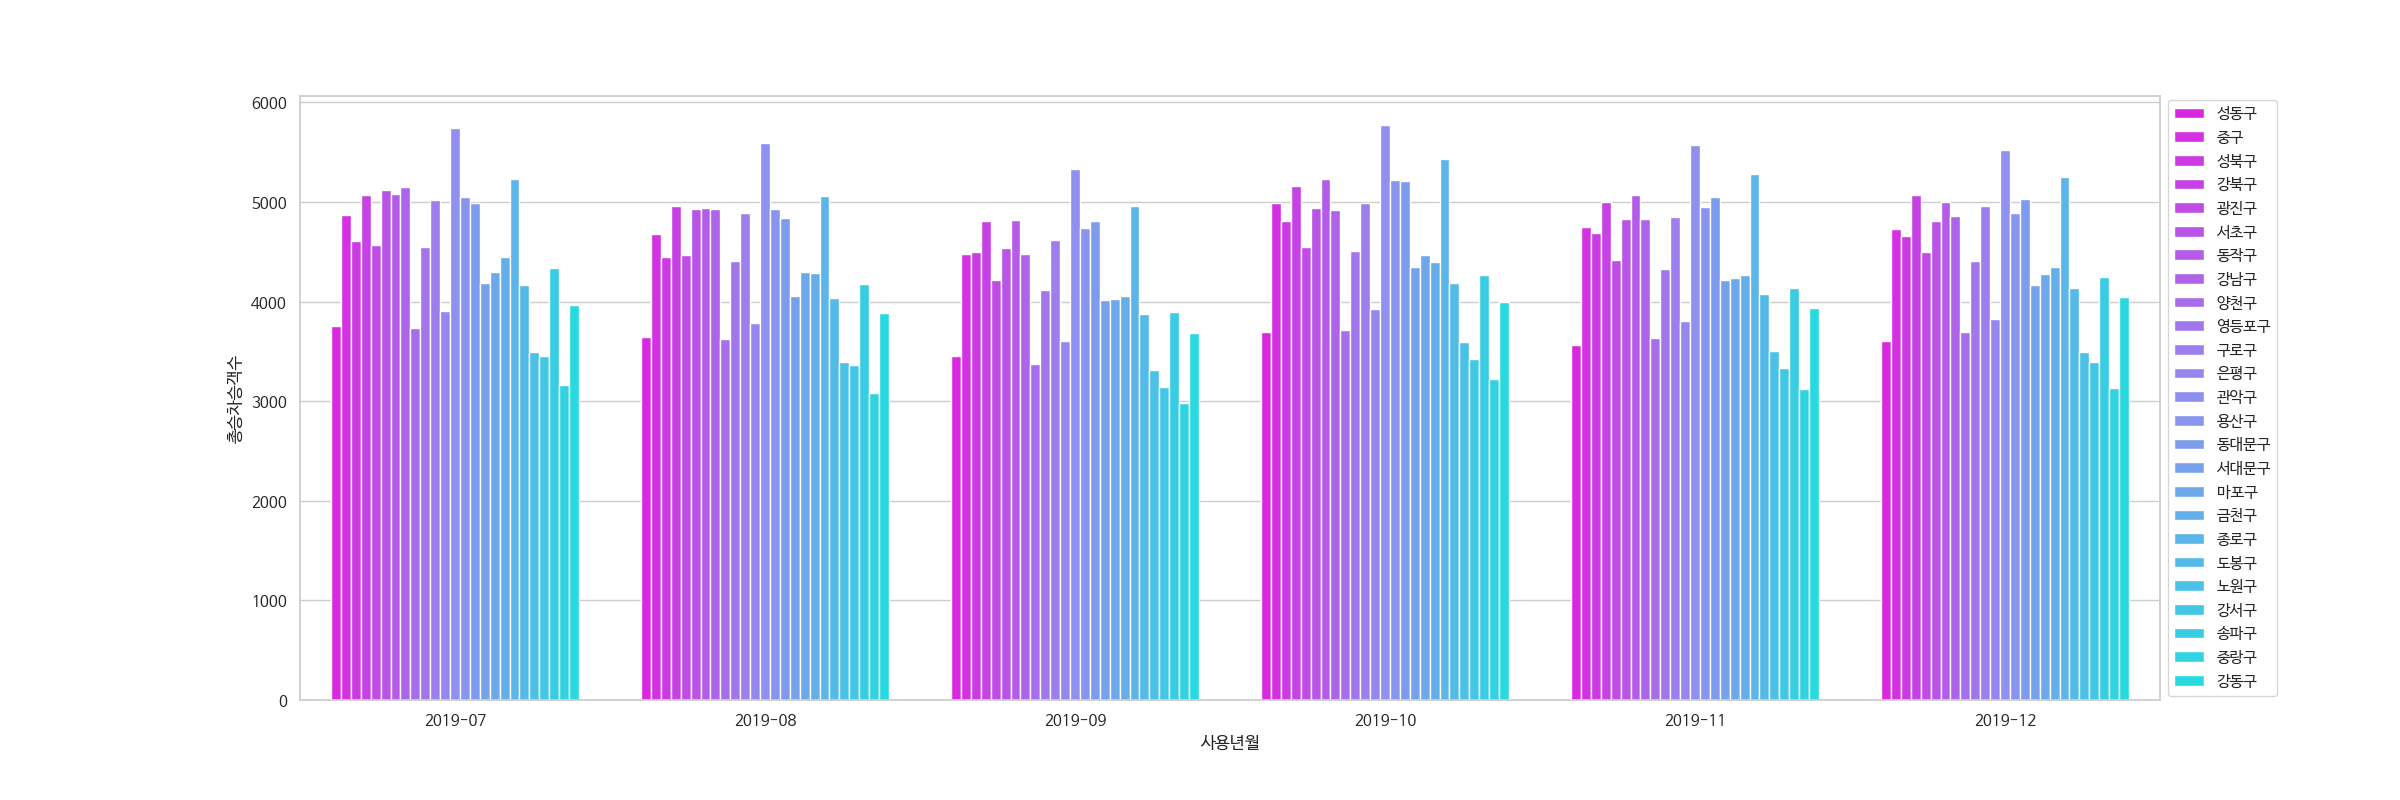 6000
5000
4000
3000
2000
1000
0
총승차승객수
2019-07
2019-08
2019-09
2019-10
2019-11
2019-12
사용년월
성동구
중구
성북구
강북구
광진구
서초구
동작구
강남구
양천구
영등포구
구로구
은평구
관악구
용산구
동대문구
서대문구
마포구
금천구
종로구
도봉구
노원구
강서구
송파구
중랑구
강동구